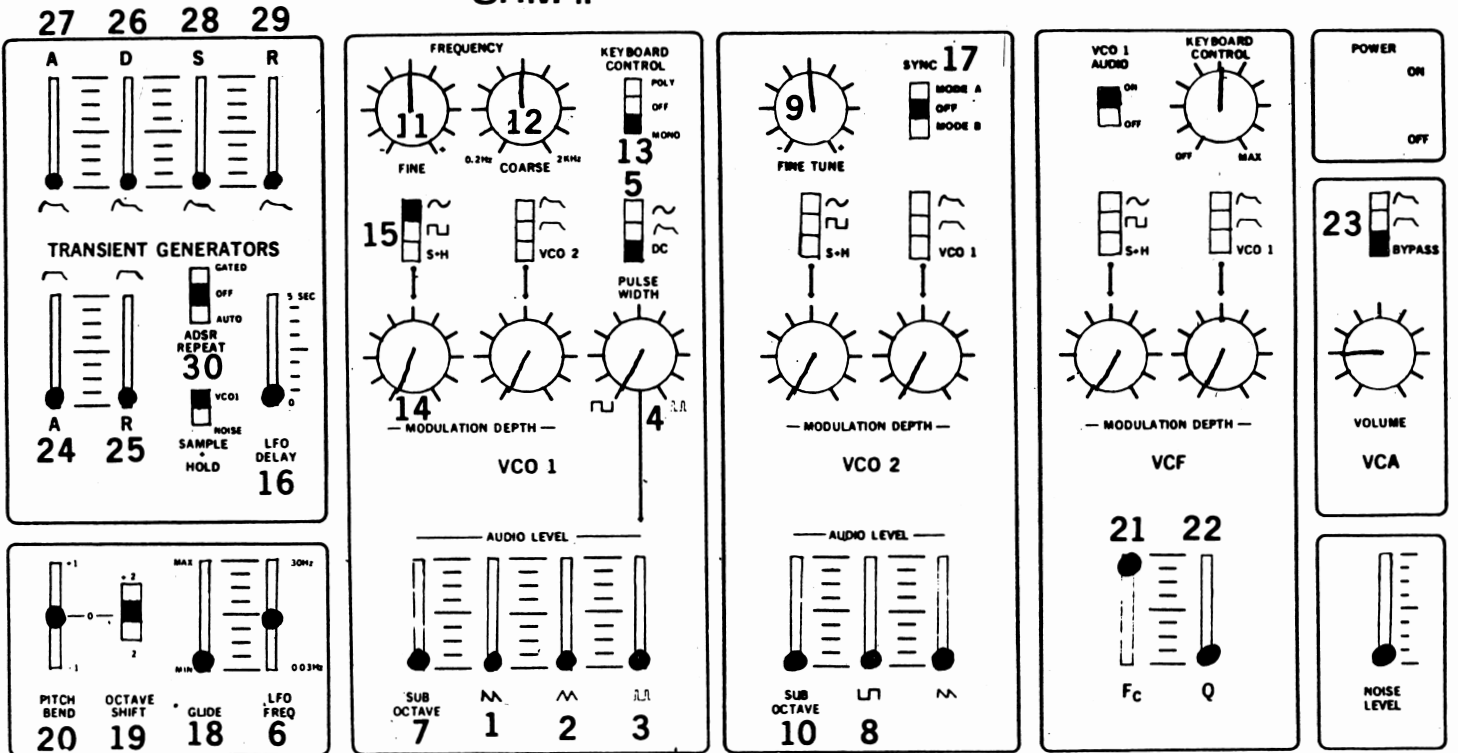 27 26 28 29
A D S R
TRANSIENT GENERATORS
GATED
OFF
AUTO
ADSR
REPEAT
30
5 SEC
0
VCO1
NOISE
SAMPLE
+
HOLD
A R
24 25
LFO
DELAY
16
+1
0
-1
PITCH
BEND
20
+2
2
OCTAVE
SHIFT
19
MAX
MIN
GLIDE
18
30Hz
0 03Hz
LFO
FREQ
6
FREQUENCY
11
- +
FINE
12
0.2Hz 2KHz
COARSE
KEYBOARD
CONTROL
POLY
OFF
MONO
13
15
S+H
VCO 2
5
DC
PULSE
WIDTH
14
4
— MODULATION DEPTH —
VCO 1
AUDIO LEVEL
SUB
OCTAVE
7 1 2 3
9
- +
FINE TUNE
SYNC 17
MODE A
OFF
MODE B
S+H
VCO 1
— MODULATION DEPTH —
VCO 2
AUDIO LEVEL
SUB
OCTAVE
10 8
VCO 1
AUDIO
ON
OFF
KEYBOARD
CONTROL
OFF MAX
S+H
VCO 1
— MODULATION DEPTH —
VCF
21 22
Fc Q
POWER
ON
OFF
23
BYPASS
VOLUME
VCA
NOISE
LEVEL